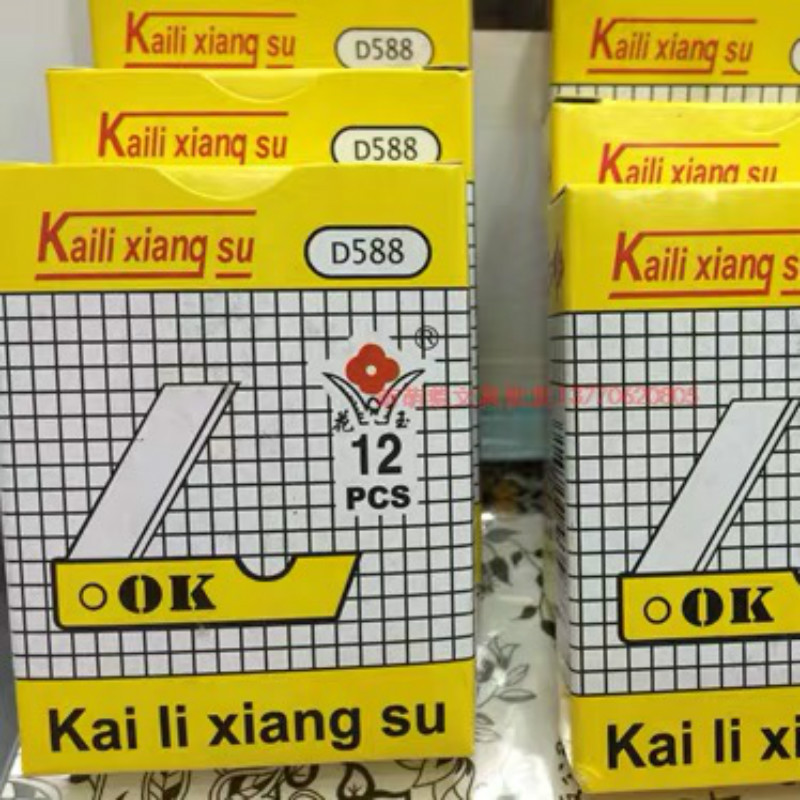 Kaili xiang su
D588
Kaili xiang su
Kaili xiang su
D588
Kaili xiang su
Kaili xiang su
D588
Kaili xiang s
®
花 玉
12
PCS
13770620805
OK
OK
Kai li xiang su
Kai li xi